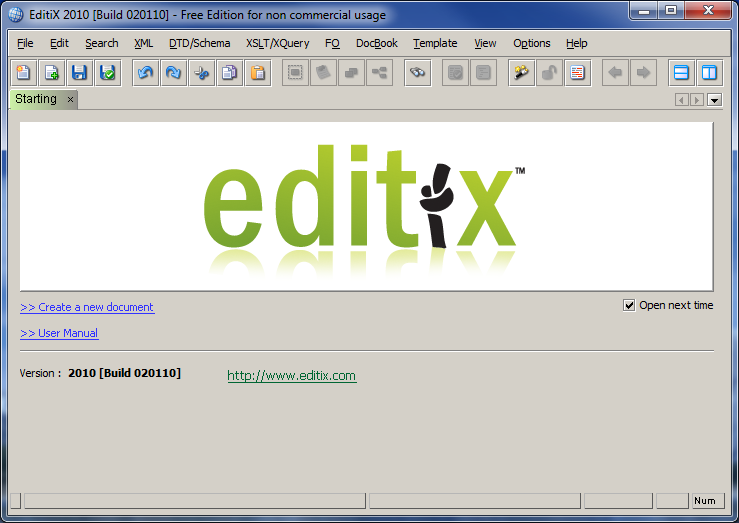 EditiX 2010 [Build 020110] - Free Edition for non commercial usage
File Edit Search XML DTD/Schema XSLT/XQuery FO DocBook Template View Options Help
Starting
editix™
>> Create a new document
Open next time
>> User Manual
Version : 2010 [Build 020110] http://www.editix.com
Num